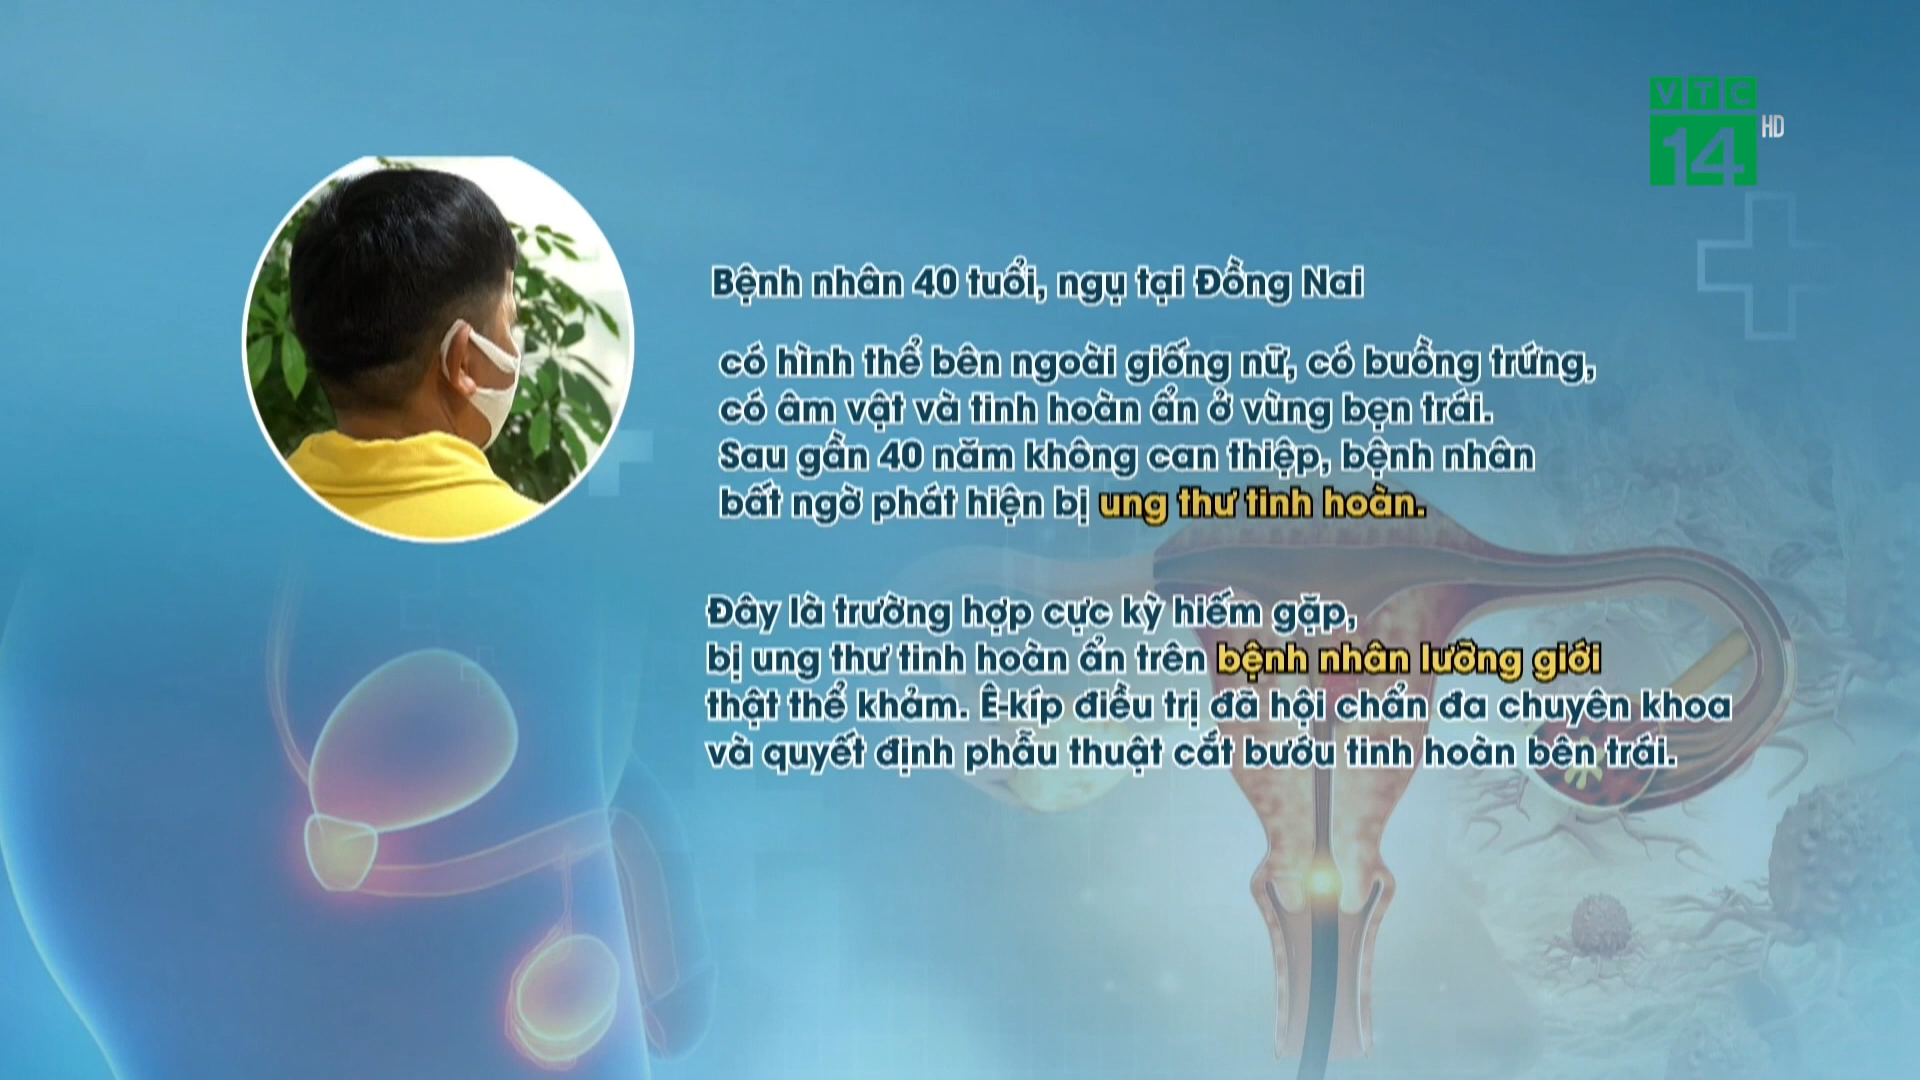 VTC
14 HD
Bệnh nhân 40 tuổi, ngụ tại Đồng Nai
có hình thể bên ngoài giống nữ, có buồng trứng,
có âm vật và tinh hoàn ẩn ở vùng bẹn trái.
Sau gần 40 năm không can thiệp, bệnh nhân
bất ngờ phát hiện bị ung thư tinh hoàn.
Đây là trường hợp cực kỳ hiếm gặp,
bị ung thư tinh hoàn ẩn trên bệnh nhân lưỡng giới
thật thể khảm. Ê-kíp điều trị đã hội chẩn đa chuyên khoa
và quyết định phẫu thuật cắt bướu tinh hoàn bên trái.